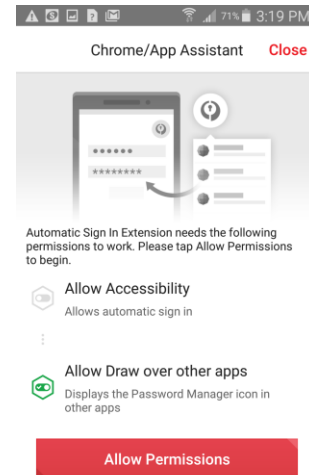 71% 3:19 PM
Chrome/App Assistant Close
Automatic Sign In Extension needs the following
permissions to work. Please tap Allow Permissions
to begin.
Allow Accessibility
Allows automatic sign in
Allow Draw over other apps
Displays the Password Manager icon in
other apps
Allow Permissions